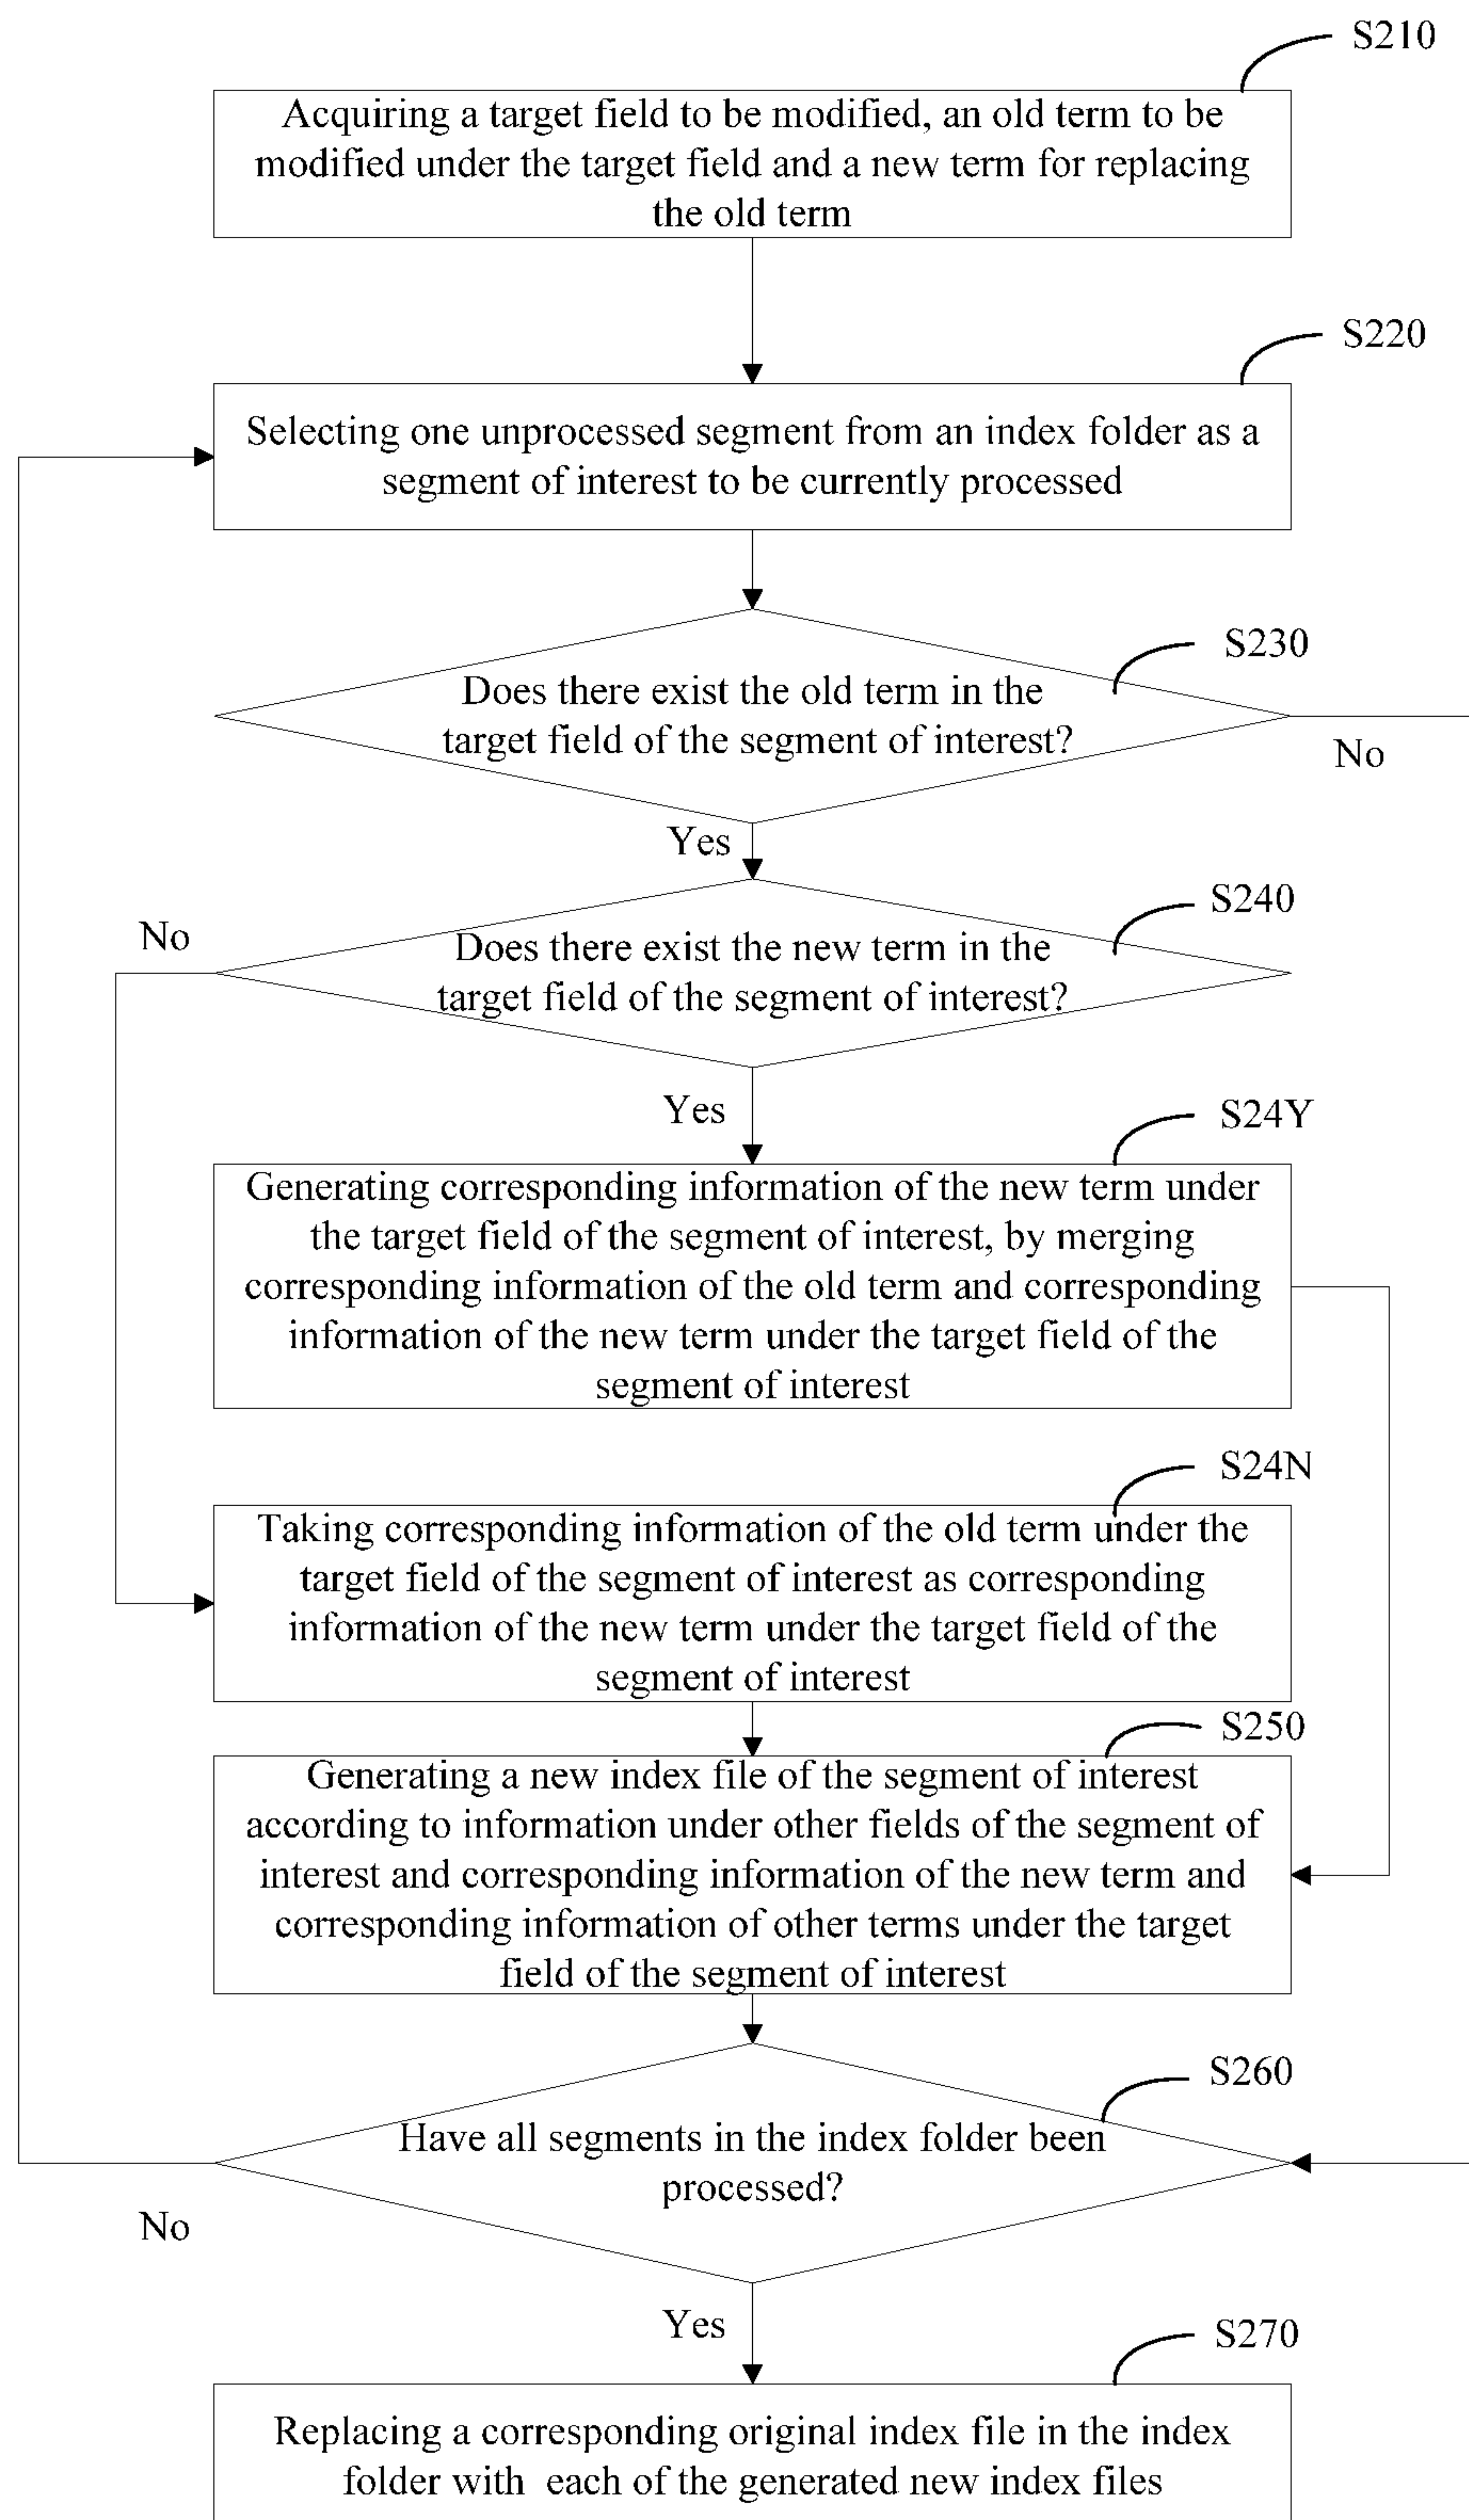 S210
Acquiring a target field to be modified, an old term to be
modified under the target field and a new term for replacing
the old term
S220
Selecting one unprocessed segment from an index folder as a
segment of interest to be currently processed
S230
Does there exist the old term in the
target field of the segment of interest?
No
Yes
S240
No
Does there exist the new term in the
target field of the segment of interest?
Yes
S24Y
Generating corresponding information of the new term under
the target field of the segment of interest, by merging
corresponding information of the old term and corresponding
information of the new term under the target field of the
segment of interest
S24N
Taking corresponding information of the old term under the
target field of the segment of interest as corresponding
information of the new term under the target field of the
segment of interest
S250
Generating a new index file of the segment of interest
according to information under other fields of the segment of
interest and corresponding information of the new term and
corresponding information of other terms under the target
field of the segment of interest
S260
Have all segments in the index folder been
processed?
No
Yes
S270
Replacing a corresponding original index file in the index
folder with each of the generated new index files